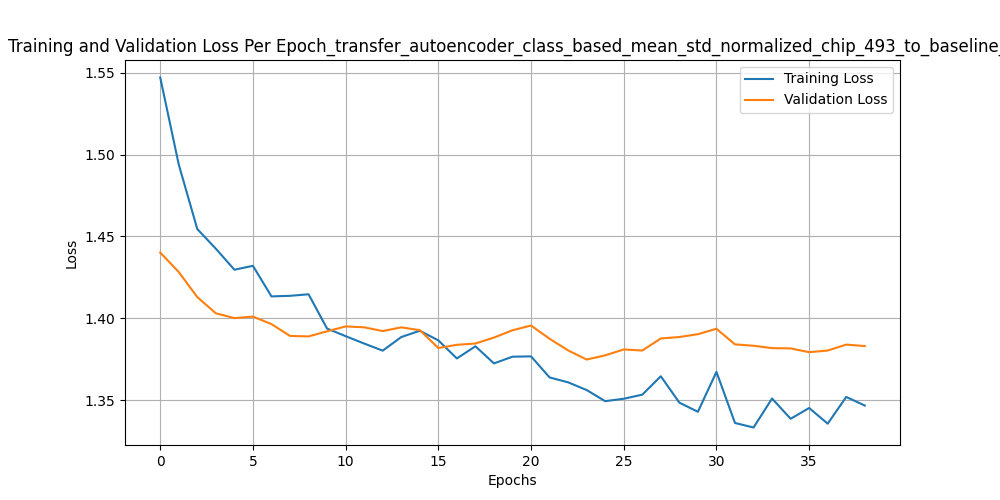 Training and Validation Loss Per Epoch_transfer_autoencoder_class_based_mean_std_normalized_chip_493_to_baseline_
Training Loss
Validation Loss
1.55
1.50
1.45
1.40
1.35
Loss
0 5 10 15 20 25 30 35
Epochs